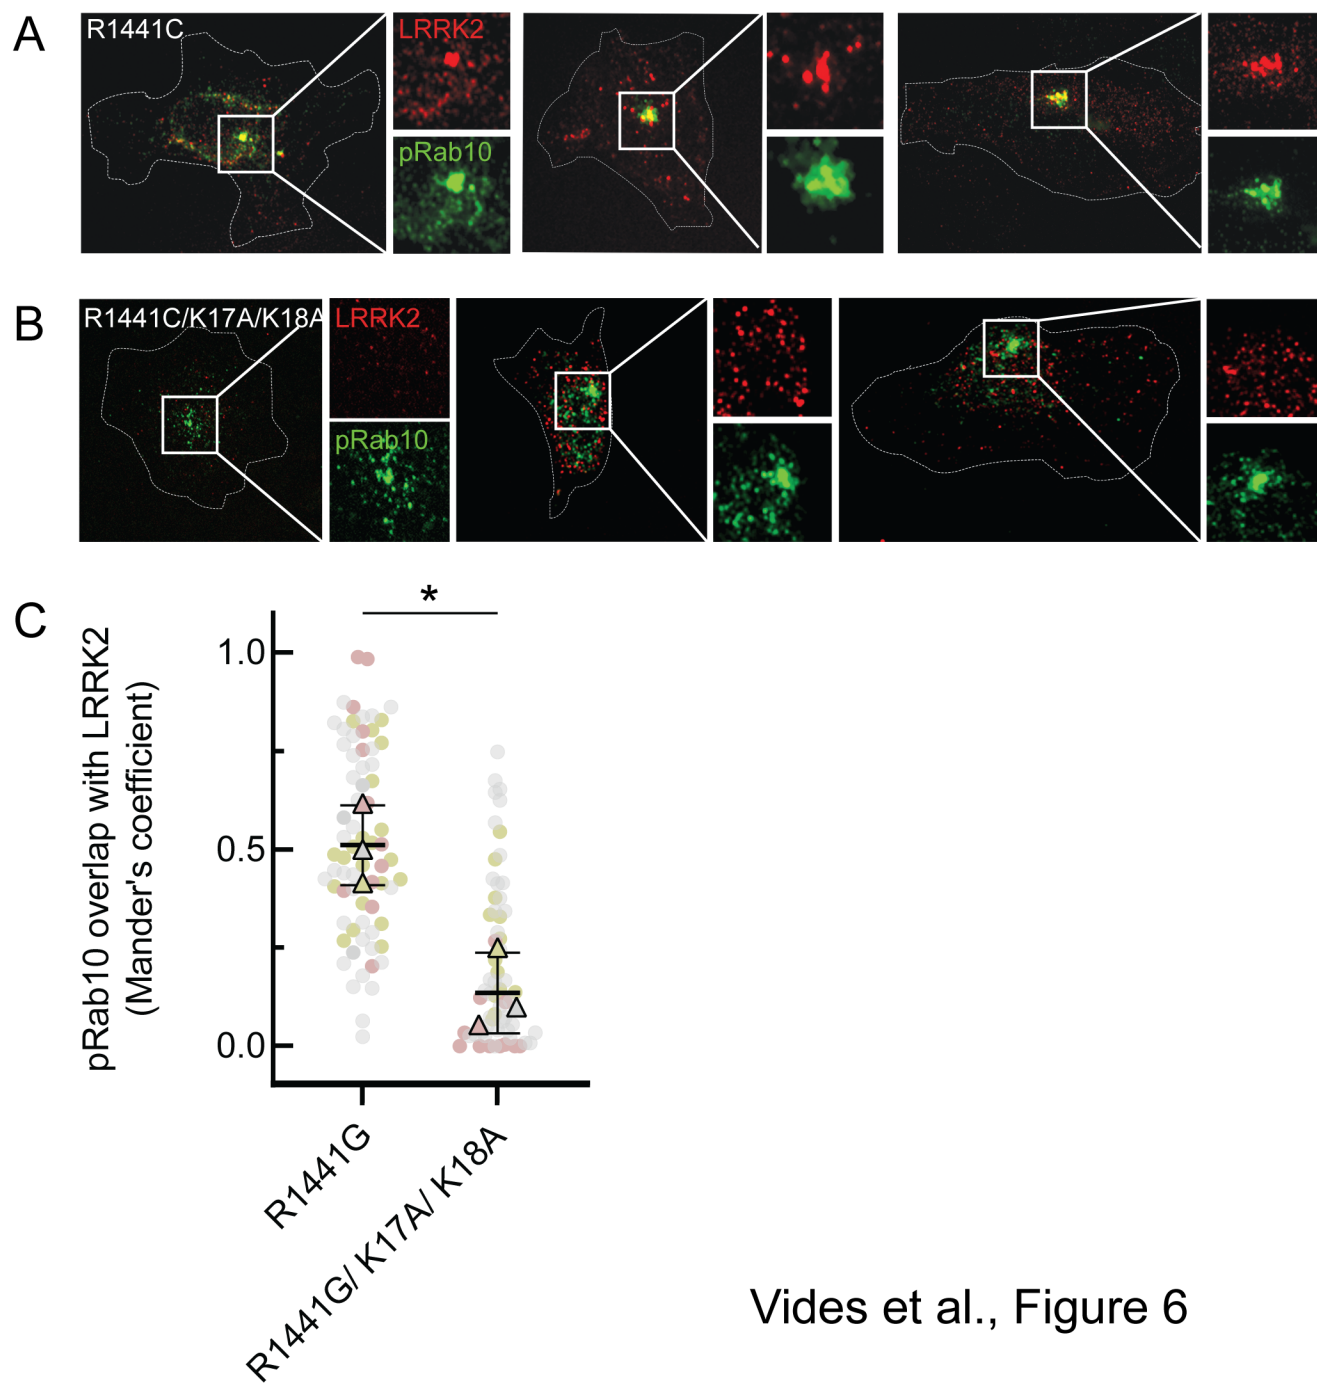 A
R1441C
LRRK2
pRab10
B
R1441C/K17A/K18A
LRRK2
pRab10
C
pRab10 overlap with LRRK2
(Mander's coefficient)
*
1.0
0.5
0.0
R1441G
R1441G/ K17A/ K18A
Vides et al., Figure 6